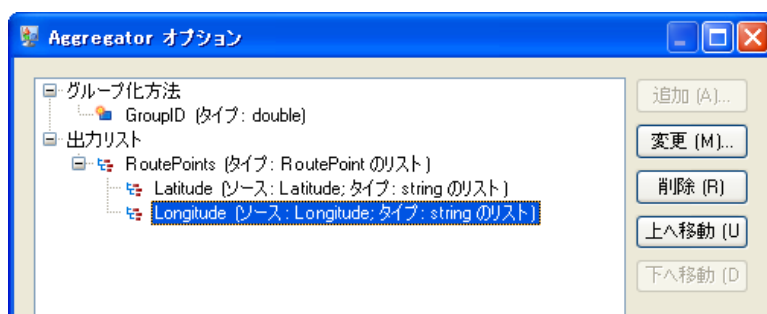 Aggregator オプション
グループ化方法
GroupID (タイプ: double)
出力リスト
RoutePoints (タイプ: RoutePoint のリスト)
Latitude (ソース: Latitude; タイプ: string のリスト)
Longitude (ソース: Longitude; タイプ: string のリスト)
追加 (A)...
変更 (M)...
削除 (R)
上へ移動 (U
下へ移動 (D